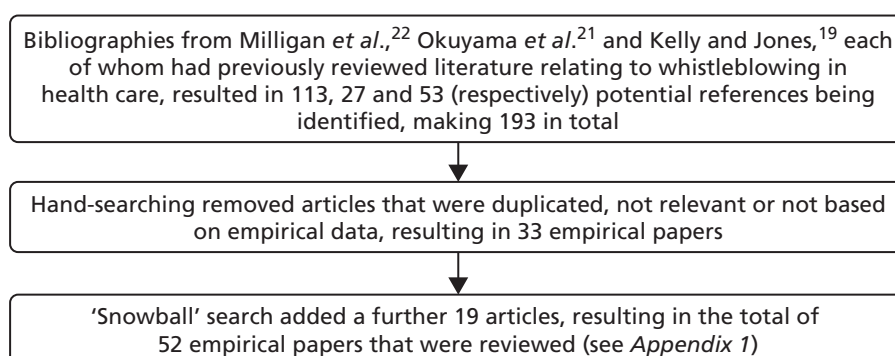 Bibliographies from Milligan et al.,22 Okuyama et al.21 and Kelly and Jones,19 each
of whom had previously reviewed literature relating to whistleblowing in
health care, resulted in 113, 27 and 53 (respectively) potential references being
identified, making 193 in total
Hand-searching removed articles that were duplicated, not relevant or not based
on empirical data, resulting in 33 empirical papers
‘Snowball’ search added a further 19 articles, resulting in the total of
52 empirical papers that were reviewed (see Appendix 1)